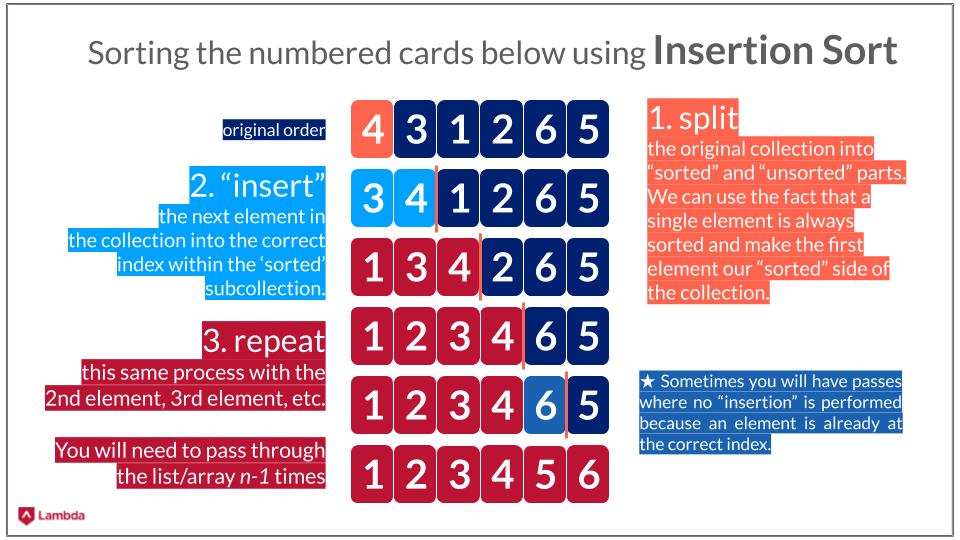 Sorting the numbered cards below using Insertion Sort
original order
4 3 1 2 6 5
1. split
the original collection into
“sorted” and “unsorted” parts.
We can use the fact that a
single element is always
sorted and make the first
element our “sorted” side of
the collection.
2. “insert”
the next element in
the collection into the correct
index within the ‘sorted’
subcollection.
3 4 1 2 6 5
1 3 4 2 6 5
3. repeat
this same process with the
2nd element, 3rd element, etc.
1 2 3 4 6 5
1 2 3 4 6 5
★ Sometimes you will have passes
where no “insertion” is performed
because an element is already at
the correct index.
You will need to pass through
the list/array n-1 times
1 2 3 4 5 6
Lambda